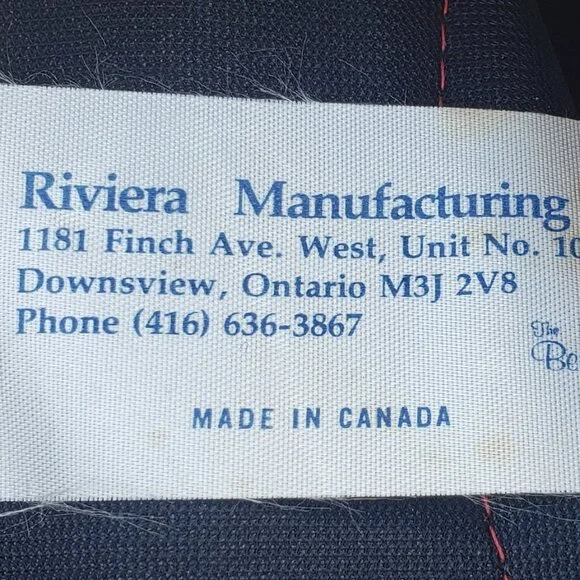 Riviera Manufacturing
1181 Finch Ave. West, Unit No.
Downsview, Ontario M3J 2V8
Phone (416) 636-3867
The
MADE IN CANADA